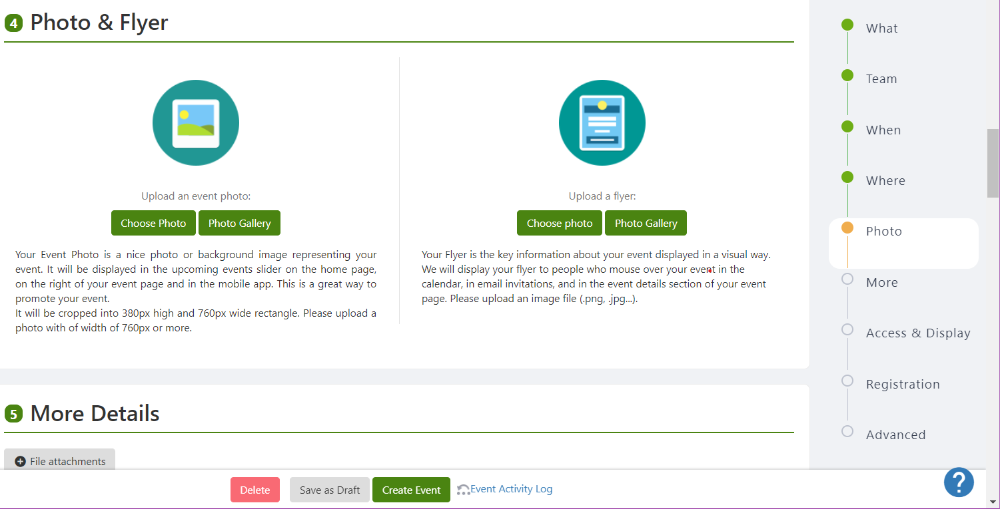 4 Photo & Flyer
Upload an event photo:
Choose Photo Photo Gallery
Your Event Photo is a nice photo or background image representing your
event. It will be displayed in the upcoming events slider on the home page,
on the right of your event page and in the mobile app. This is a great way to
promote your event.
It will be cropped into 380px high and 760px wide rectangle. Please upload a
photo with of width of 760px or more.
Upload a flyer:
Choose photo Photo Gallery
Your Flyer is the key information about your event displayed in a visual way.
We will display your flyer to people who mouse over your event in the
calendar, in email invitations, and in the event details section of your event
page. Please upload an image file (.png, .jpg...).
5 More Details
File attachments
Delete Save as Draft Create Event Event Activity Log
What
Team
When
Where
Photo
More
Access & Display
Registration
Advanced
?